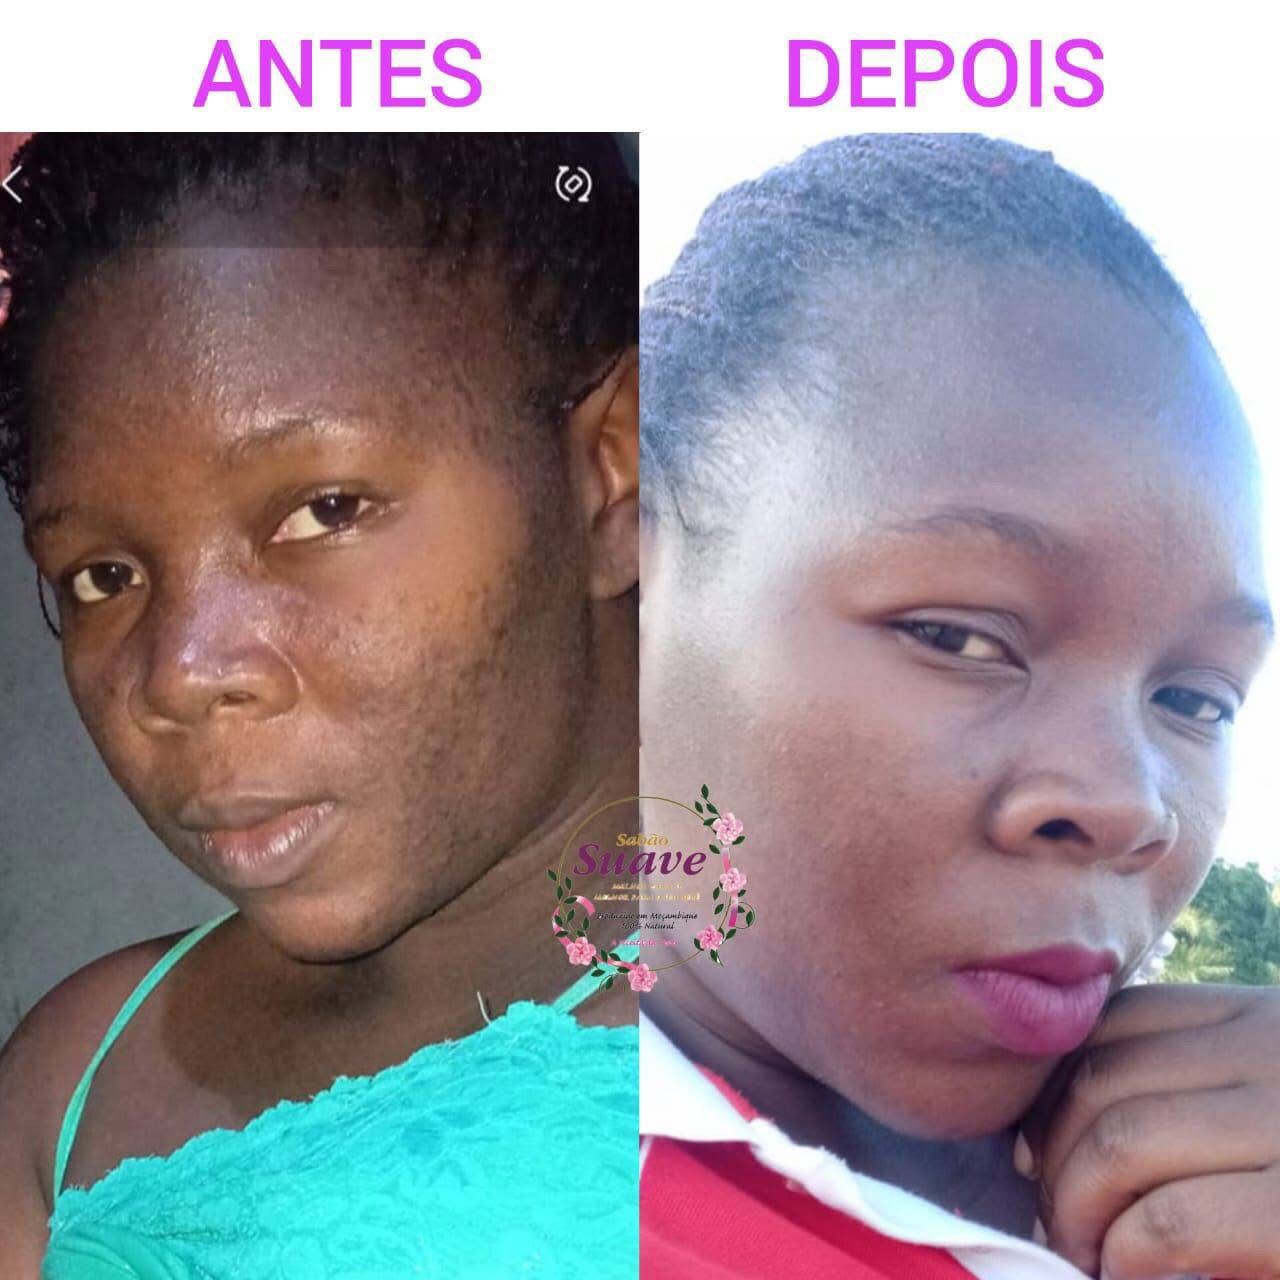 ANTES
DEPOIS
Sabão
Suave
Produzido em Moçambique
100% Natural